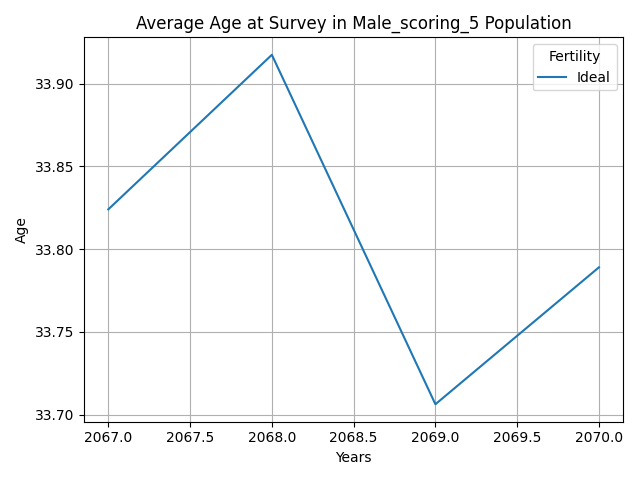 Average Age at Survey in Male_scoring_5 Population
Fertility
Ideal
33.90
33.85
33.80
33.75
33.70
Age
2067.0 2067.5 2068.0 2068.5 2069.0 2069.5 2070.0
Years